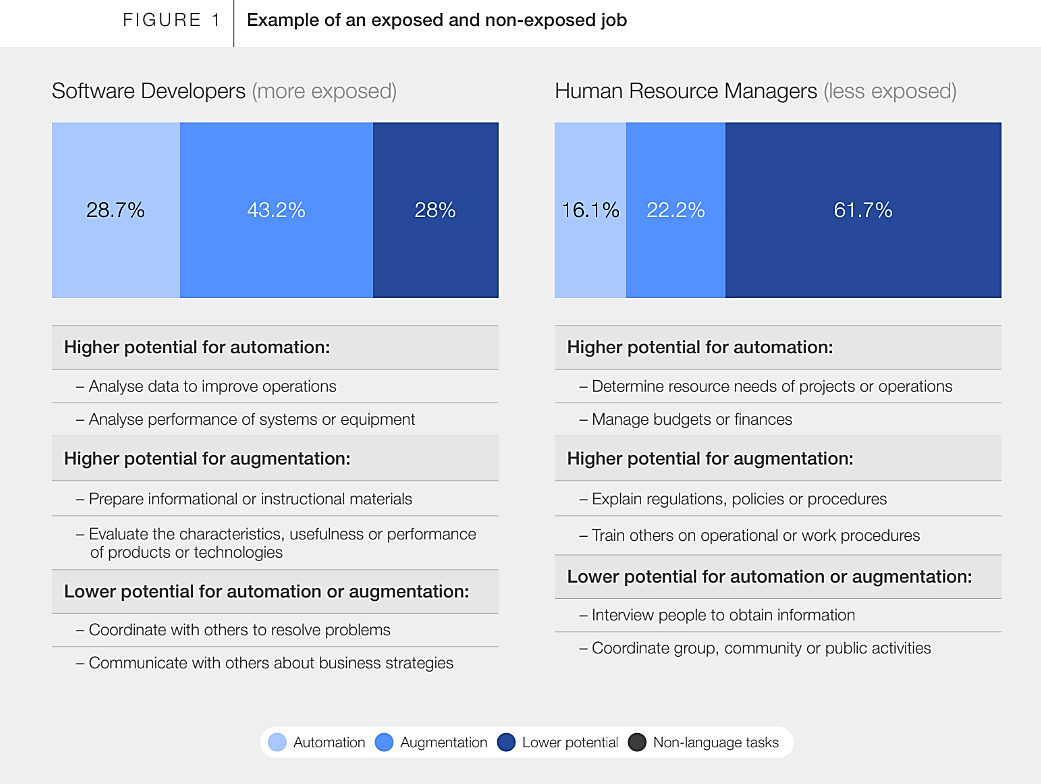 FIGURE 1
Example of an exposed and non-exposed job
Software Developers (more exposed)
28.7%
43.2%
28%
Higher potential for automation:
– Analyse data to improve operations
– Analyse performance of systems or equipment
Higher potential for augmentation:
– Prepare informational or instructional materials
– Evaluate the characteristics, usefulness or performance
of products or technologies
Lower potential for automation or augmentation:
– Coordinate with others to resolve problems
– Communicate with others about business strategies
Human Resource Managers (less exposed)
16.1%
22.2%
61.7%
Higher potential for automation:
– Determine resource needs of projects or operations
– Manage budgets or finances
Higher potential for augmentation:
– Explain regulations, policies or procedures
– Train others on operational or work procedures
Lower potential for automation or augmentation:
– Interview people to obtain information
– Coordinate group, community or public activities
Automation
Augmentation
Lower potential
Non-language tasks